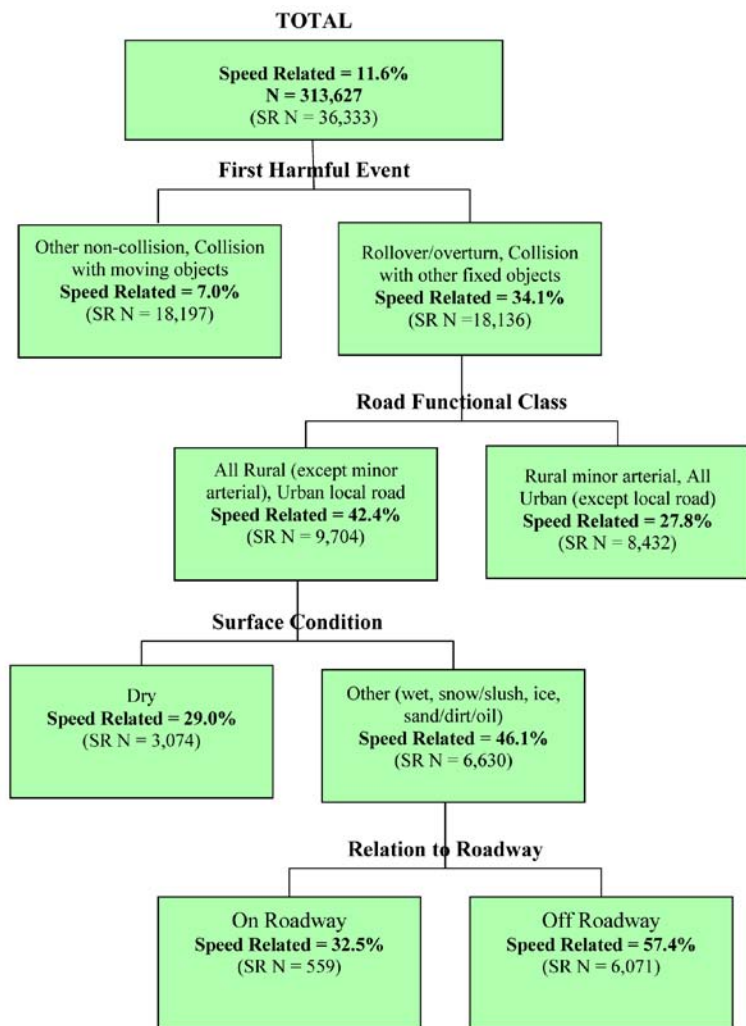 TOTAL
Speed Related = 11.6%
N = 313,627
(SR N = 36,333)
First Harmful Event
Other non-collision, Collision
with moving objects
Speed Related = 7.0%
(SR N = 18,197)
Rollover/overturn, Collision
with other fixed objects
Speed Related = 34.1%
(SR N =18,136)
Road Functional Class
All Rural (except minor
arterial), Urban local road
Speed Related = 42.4%
(SR N = 9,704)
Rural minor arterial, All
Urban (except local road)
Speed Related = 27.8%
(SR N = 8,432)
Surface Condition
Dry
Speed Related = 29.0%
(SR N = 3,074)
Other (wet, snow/slush, ice,
sand/dirt/oil)
Speed Related = 46.1%
(SR N = 6,630)
Relation to Roadway
On Roadway
Speed Related = 32.5%
(SR N = 559)
Off Roadway
Speed Related = 57.4%
(SR N = 6,071)